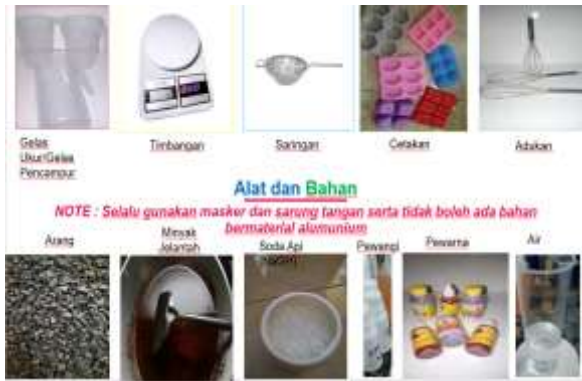 Gelas
Ukur/Gelas
Pencampur
Timbangan
Saringan
Cetakan
Adukan
Alat dan Bahan
NOTE : Selalu gunakan masker dan sarung tangan serta tidak boleh ada bahan
bermaterial alumunium
Arang
Minyak
Jelantah
Soda Api
Pewangi
Pewarna
Air